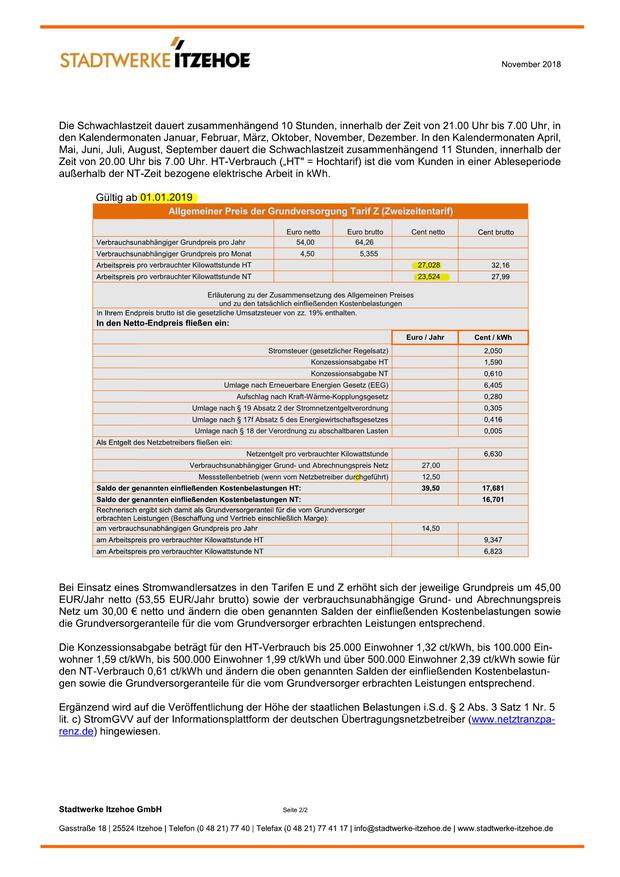 STADTWERKE ITZEHOE
November 2018
Die Schwachlastzeit dauert zusammenhängend 10 Stunden, innerhalb der Zeit von 21.00 Uhr bis 7.00 Uhr, in
den Kalendermonaten Januar, Februar, März, Oktober, November, Dezember. In den Kalendermonaten April,
Mai, Juni, Juli, August, September dauert die Schwachlastzeit zusammenhängend 11 Stunden, innerhalb der
Zeit von 20.00 Uhr bis 7.00 Uhr. HT-Verbrauch („HT" = Hochtarif) ist die vom Kunden in einer Ableseperiode
außerhalb der NT-Zeit bezogene elektrische Arbeit in kWh.
Gültig ab 01.01.2019
Allgemeiner Preis der Grundversorgung Tarif Z (Zweizeitentarif)
Euro netto Euro brutto Cent netto Cent brutto
Verbrauchsunabhängiger Grundpreis pro Jahr 54,00 64,26
Verbrauchsunabhängiger Grundpreis pro Monat 4,50 5,355
Arbeitspreis pro verbrauchter Kilowattstunde HT 27,028 32,16
Arbeitspreis pro verbrauchter Kilowattstunde NT 23,524 27,99
Erläuterung zu der Zusammensetzung des Allgemeinen Preises
und zu den tatsächlich einfließenden Kostenbelastungen
In Ihrem Endpreis brutto ist die gesetzliche Umsatzsteuer von zz. 19% enthalten.
In den Netto-Endpreis fließen ein:
Euro / Jahr Cent / kWh
Stromsteuer (gesetzlicher Regelsatz) 2,050
Konzessionsabgabe HT 1,590
Konzessionsabgabe NT 0,610
Umlage nach Erneuerbare Energien Gesetz (EEG) 6,405
Aufschlag nach Kraft-Wärme-Kopplungsgesetz 0,280
Umlage nach § 19 Absatz 2 der Stromnetzentgeltverordnung 0,305
Umlage nach § 17f Absatz 5 des Energiewirtschaftsgesetzes 0,416
Umlage nach § 18 der Verordnung zu abschaltbaren Lasten 0,005
Als Entgelt des Netzbetreibers fließen ein:
Netzentgelt pro verbrauchter Kilowattstunde 6,630
Verbrauchsunabhängiger Grund- und Abrechnungspreis Netz 27,00
Messstellenbetrieb (wenn vom Netzbetreiber durchgeführt) 12,50
Saldo der genannten einfließenden Kostenbelastungen HT: 39,50 17,681
Saldo der genannten einfließenden Kostenbelastungen NT: 16,701
Rechnerisch ergibt sich damit als Grundversorgeranteil für die vom Grundversorger
erbrachten Leistungen (Beschaffung und Vertrieb einschließlich Marge):
am verbrauchsunabhängigen Grundpreis pro Jahr 14,50
am Arbeitspreis pro verbrauchter Kilowattstunde HT 9,347
am Arbeitspreis pro verbrauchter Kilowattstunde NT 6,823
Bei Einsatz eines Stromwandlersatzes in den Tarifen E und Z erhöht sich der jeweilige Grundpreis um 45,00
EUR/Jahr netto (53,55 EUR/Jahr brutto) sowie der verbrauchsunabhängige Grund- und Abrechnungspreis
Netz um 30,00 € netto und ändern die oben genannten Salden der einfließenden Kostenbelastungen sowie
die Grundversorgeranteile für die vom Grundversorger erbrachten Leistungen entsprechend.
Die Konzessionsabgabe beträgt für den HT-Verbrauch bis 25.000 Einwohner 1,32 ct/kWh, bis 100.000 Ein-
wohner 1,59 ct/kWh, bis 500.000 Einwohner 1,99 ct/kWh und über 500.000 Einwohner 2,39 ct/kWh sowie für
den NT-Verbrauch 0,61 ct/kWh und ändern die oben genannten Salden der einfließenden Kostenbelastun-
gen sowie die Grundversorgeranteile für die vom Grundversorger erbrachten Leistungen entsprechend.
Ergänzend wird auf die Veröffentlichung der Höhe der staatlichen Belastungen i.S.d. § 2 Abs. 3 Satz 1 Nr. 5
lit. c) StromGVV auf der Informationsplattform der deutschen Übertragungsnetzbetreiber (www.netztranzpa-
renz.de) hingewiesen.
Stadtwerke Itzehoe GmbH Seite 2/2
Gasstraße 18 | 25524 Itzehoe | Telefon (0 48 21) 77 40 | Telefax (0 48 21) 77 41 17 | info@stadtwerke-itzehoe.de | www.stadtwerke-itzehoe.de